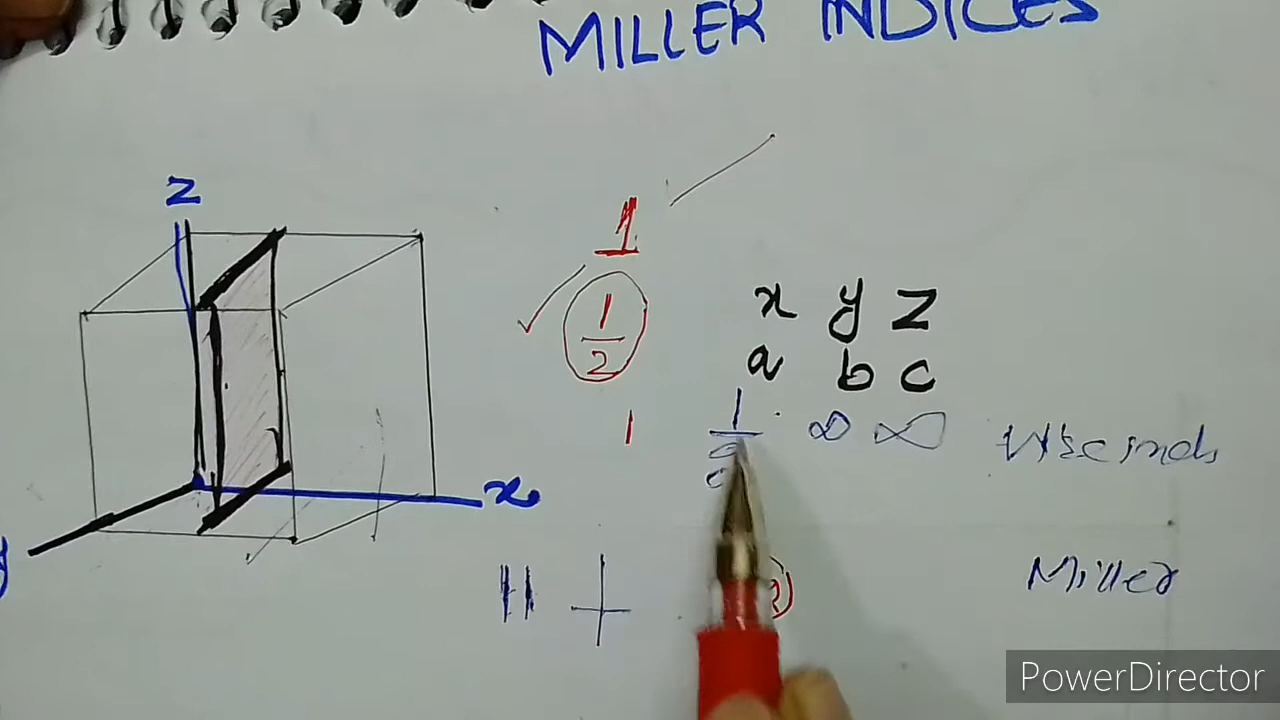 MILLER INDICES
Z
1
1
2
x y z
a b c
1
1 ∞ ∞
x
y
Miller
PowerDirector